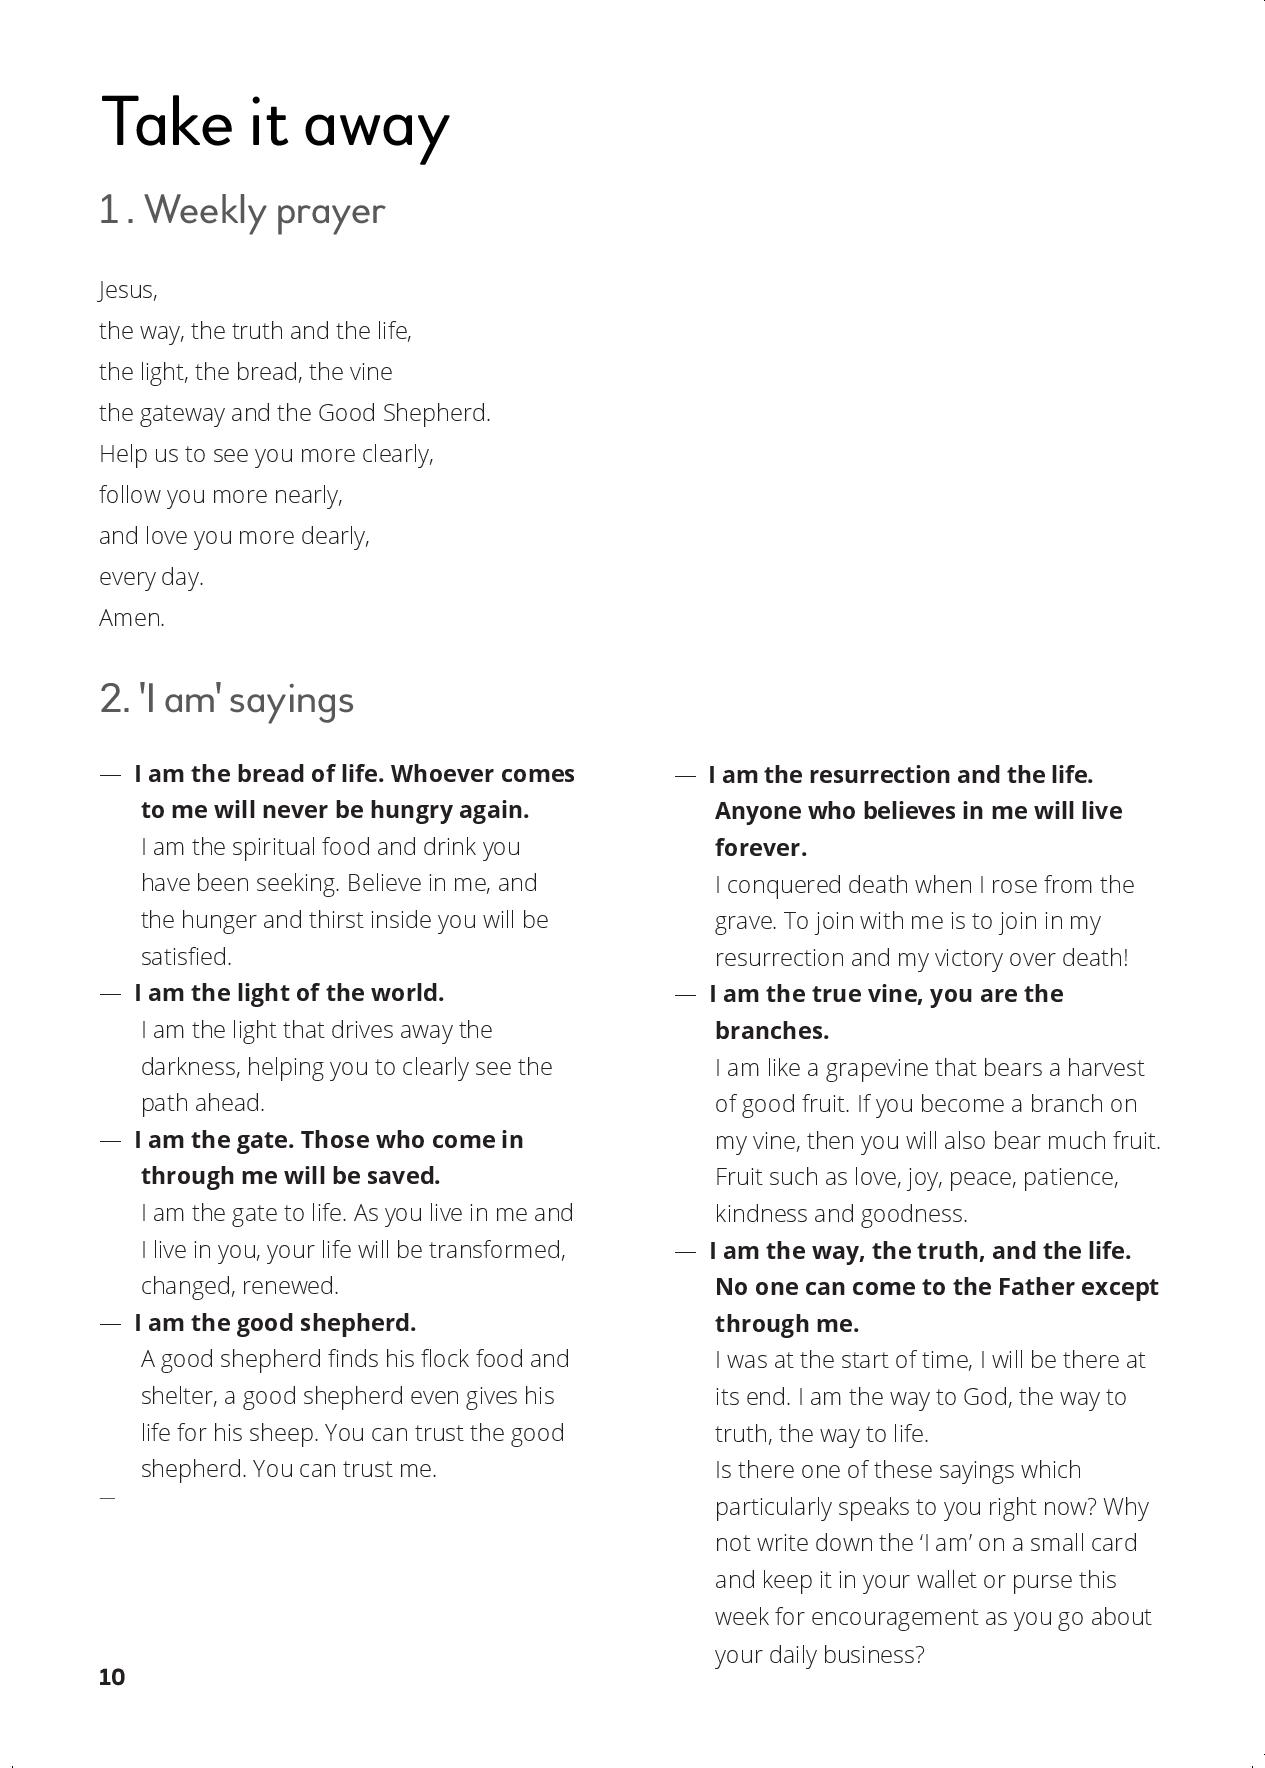 Take it away
1. Weekly prayer
Jesus,
the way, the truth and the life,
the light, the bread, the vine
the gateway and the Good Shepherd.
Help us to see you more clearly,
follow you more nearly,
and love you more dearly,
every day.
Amen.
2. 'I am' sayings
— I am the bread of life. Whoever comes
to me will never be hungry again.
I am the spiritual food and drink you
have been seeking. Believe in me, and
the hunger and thirst inside you will be
satisfied.
— I am the light of the world.
I am the light that drives away the
darkness, helping you to clearly see the
path ahead.
— I am the gate. Those who come in
through me will be saved.
I am the gate to life. As you live in me and
I live in you, your life will be transformed,
changed, renewed.
— I am the good shepherd.
A good shepherd finds his flock food and
shelter, a good shepherd even gives his
life for his sheep. You can trust the good
shepherd. You can trust me.
—
— I am the resurrection and the life.
Anyone who believes in me will live
forever.
I conquered death when I rose from the
grave. To join with me is to join in my
resurrection and my victory over death!
— I am the true vine, you are the
branches.
I am like a grapevine that bears a harvest
of good fruit. If you become a branch on
my vine, then you will also bear much fruit.
Fruit such as love, joy, peace, patience,
kindness and goodness.
— I am the way, the truth, and the life.
No one can come to the Father except
through me.
I was at the start of time, I will be there at
its end. I am the way to God, the way to
truth, the way to life.
Is there one of these sayings which
particularly speaks to you right now? Why
not write down the ‘I am’ on a small card
and keep it in your wallet or purse this
week for encouragement as you go about
your daily business?
10